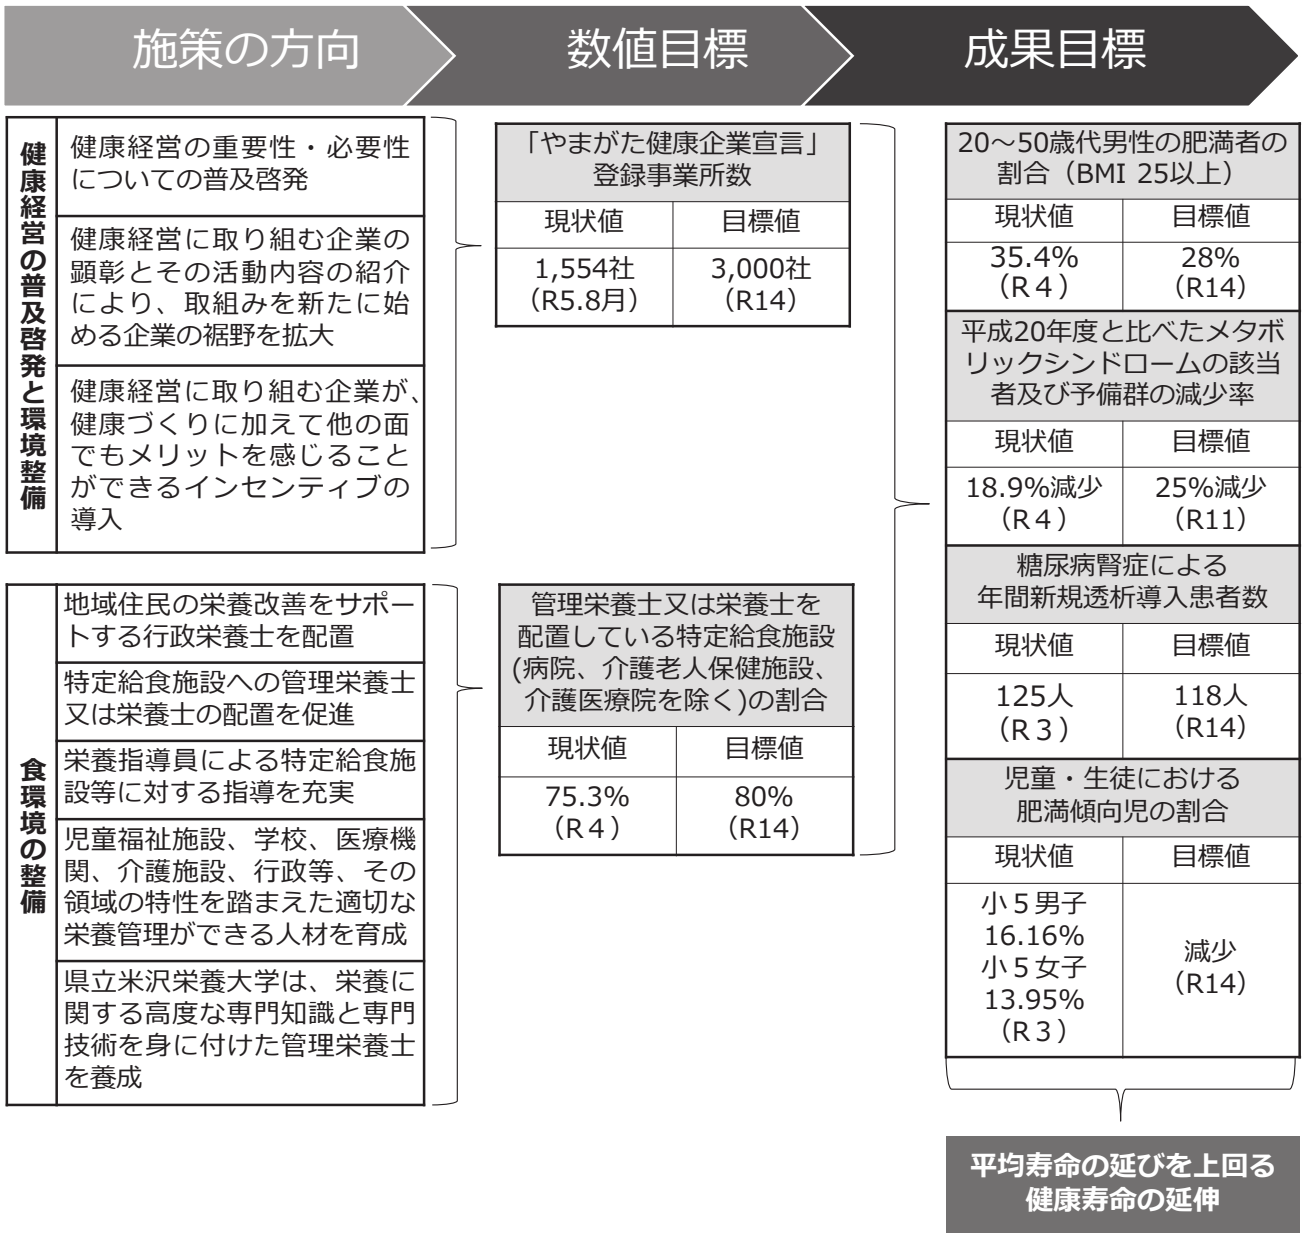 施策の方向
数値目標
成果目標
健康経営の普及啓発と環境整備
健康経営の重要性・必要性
についての普及啓発
健康経営に取り組む企業の
顕彰とその活動内容の紹介
により、取組みを新たに始
める企業の裾野を拡大
健康経営に取り組む企業が、
健康づくりに加えて他の面
でもメリットを感じること
ができるインセンティブの
導入
「やまがた健康企業宣言」
登録事業所数
現状値
目標値
1,554社
(R5.8月)
3,000社
(R14)
食環境の整備
地域住民の栄養改善をサポー
トする行政栄養士を配置
特定給食施設への管理栄養士
又は栄養士の配置を促進
栄養指導員による特定給食施
設等に対する指導を充実
児童福祉施設、学校、医療機
関、介護施設、行政等、その
領域の特性を踏まえた適切な
栄養管理ができる人材を育成
県立米沢栄養大学は、栄養に
関する高度な専門知識と専門
技術を身に付けた管理栄養士
を養成
管理栄養士又は栄養士を
配置している特定給食施設
(病院、介護老人保健施設、
介護医療院を除く)の割合
現状値
目標値
75.3%
(R４)
80%
(R14)
20～50歳代男性の肥満者の
割合（BMI 25以上）
現状値
目標値
35.4%
(R４)
28%
(R14)
平成20年度と比べたメタボ
リックシンドロームの該当
者及び予備群の減少率
現状値
目標値
18.9%減少
(R４)
25%減少
(R11)
糖尿病腎症による
年間新規透析導入患者数
現状値
目標値
125人
(R３)
118人
(R14)
児童・生徒における
肥満傾向児の割合
現状値
目標値
小５男子
16.16%
小５女子
13.95%
(R３)
減少
(R14)
平均寿命の延びを上回る
健康寿命の延伸